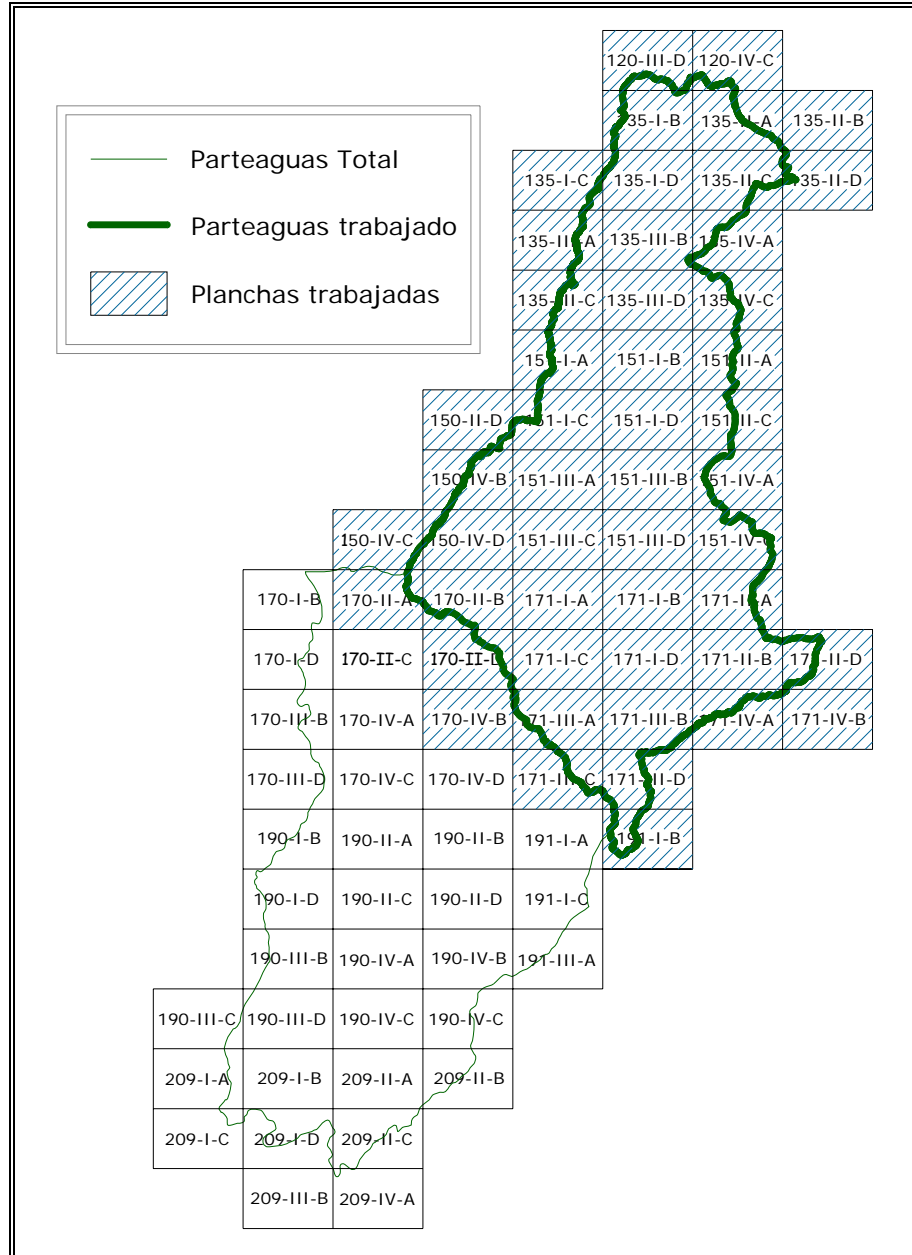 Parteaguas Total
Parteaguas trabajado
Planchas trabajadas
120-III-D 120-IV-C
135-I-B 135-II-A 135-II-B
135-I-C 135-I-D 135-II-C 135-II-D
135-III-A 135-III-B 135-IV-A
135-III-C 135-III-D 135-IV-C
151-I-A 151-I-B 151-II-A
150-II-D 151-I-C 151-I-D 151-II-C
150-IV-B 151-III-A 151-III-B 151-IV-A
150-IV-C 150-IV-D 151-III-C 151-III-D 151-IV-C
170-I-B 170-II-A 170-II-B 171-I-A 171-I-B 171-II-A
170-I-D 170-II-C 170-II-D 171-I-C 171-I-D 171-II-B 171-II-D
170-III-B 170-IV-A 170-IV-B 171-III-A 171-III-B 171-IV-A 171-IV-B
170-III-D 170-IV-C 170-IV-D 171-III-C 171-III-D
190-I-B 190-II-A 190-II-B 191-I-A 191-I-B
190-I-D 190-II-C 190-II-D 191-I-C
190-III-B 190-IV-A 190-IV-B 191-III-A
190-III-C 190-III-D 190-IV-C 190-IV-C
209-I-A 209-I-B 209-II-A 209-II-B
209-I-C 209-I-D 209-II-C
209-III-B 209-IV-A